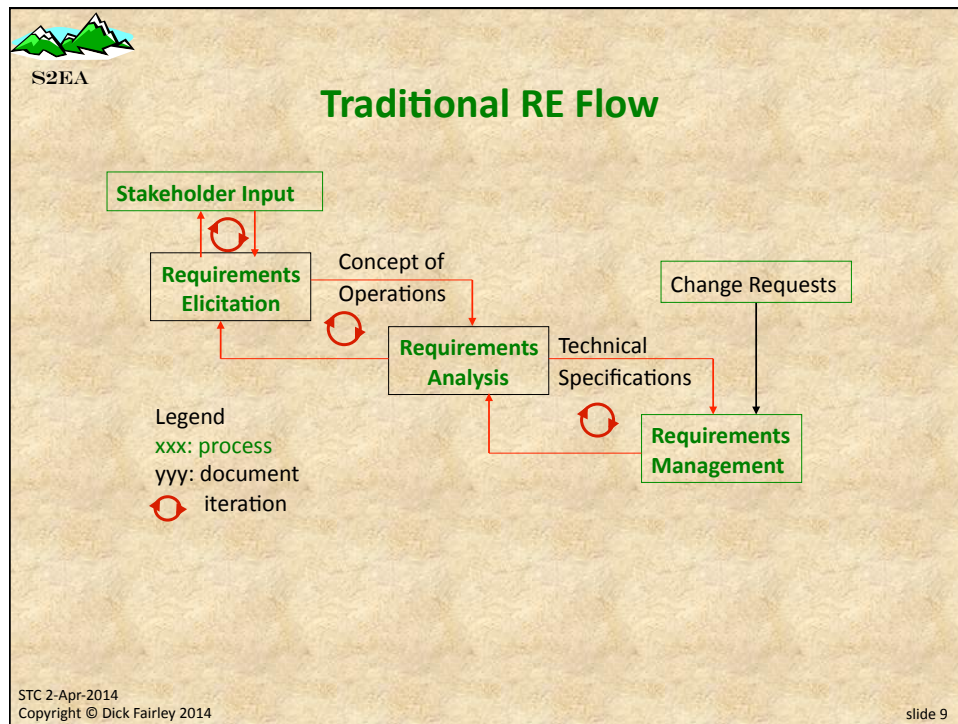 S2EA
Traditional RE Flow
Stakeholder Input
Requirements
Elicitation
Concept of
Operations
Change Requests
Requirements
Analysis
Technical
Specifications
Requirements
Management
Legend
xxx: process
yyy: document
iteration
STC 2-Apr-2014
Copyright © Dick Fairley 2014
slide 9